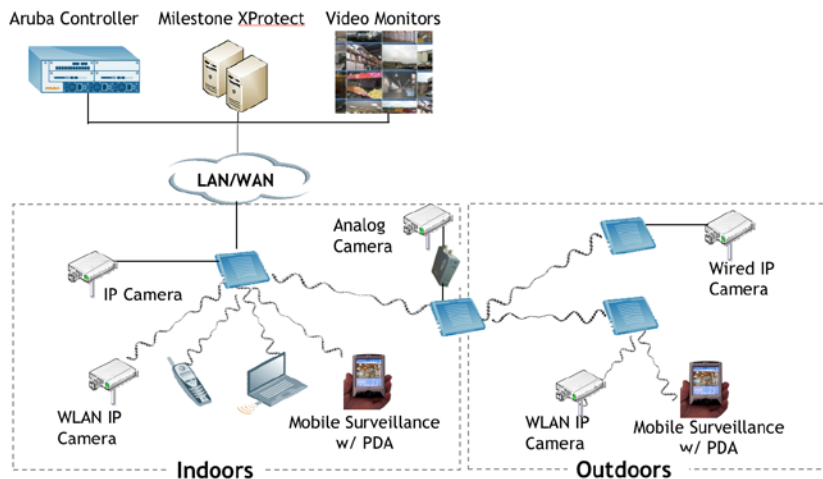 Aruba Controller
Milestone XProtect
Video Monitors
LAN/WAN
Analog
Camera
IP Camera
Wired IP
Camera
WLAN IP
Camera
Mobile Surveillance
w/ PDA
WLAN IP
Camera
Mobile Surveillance
w/ PDA
Indoors
Outdoors